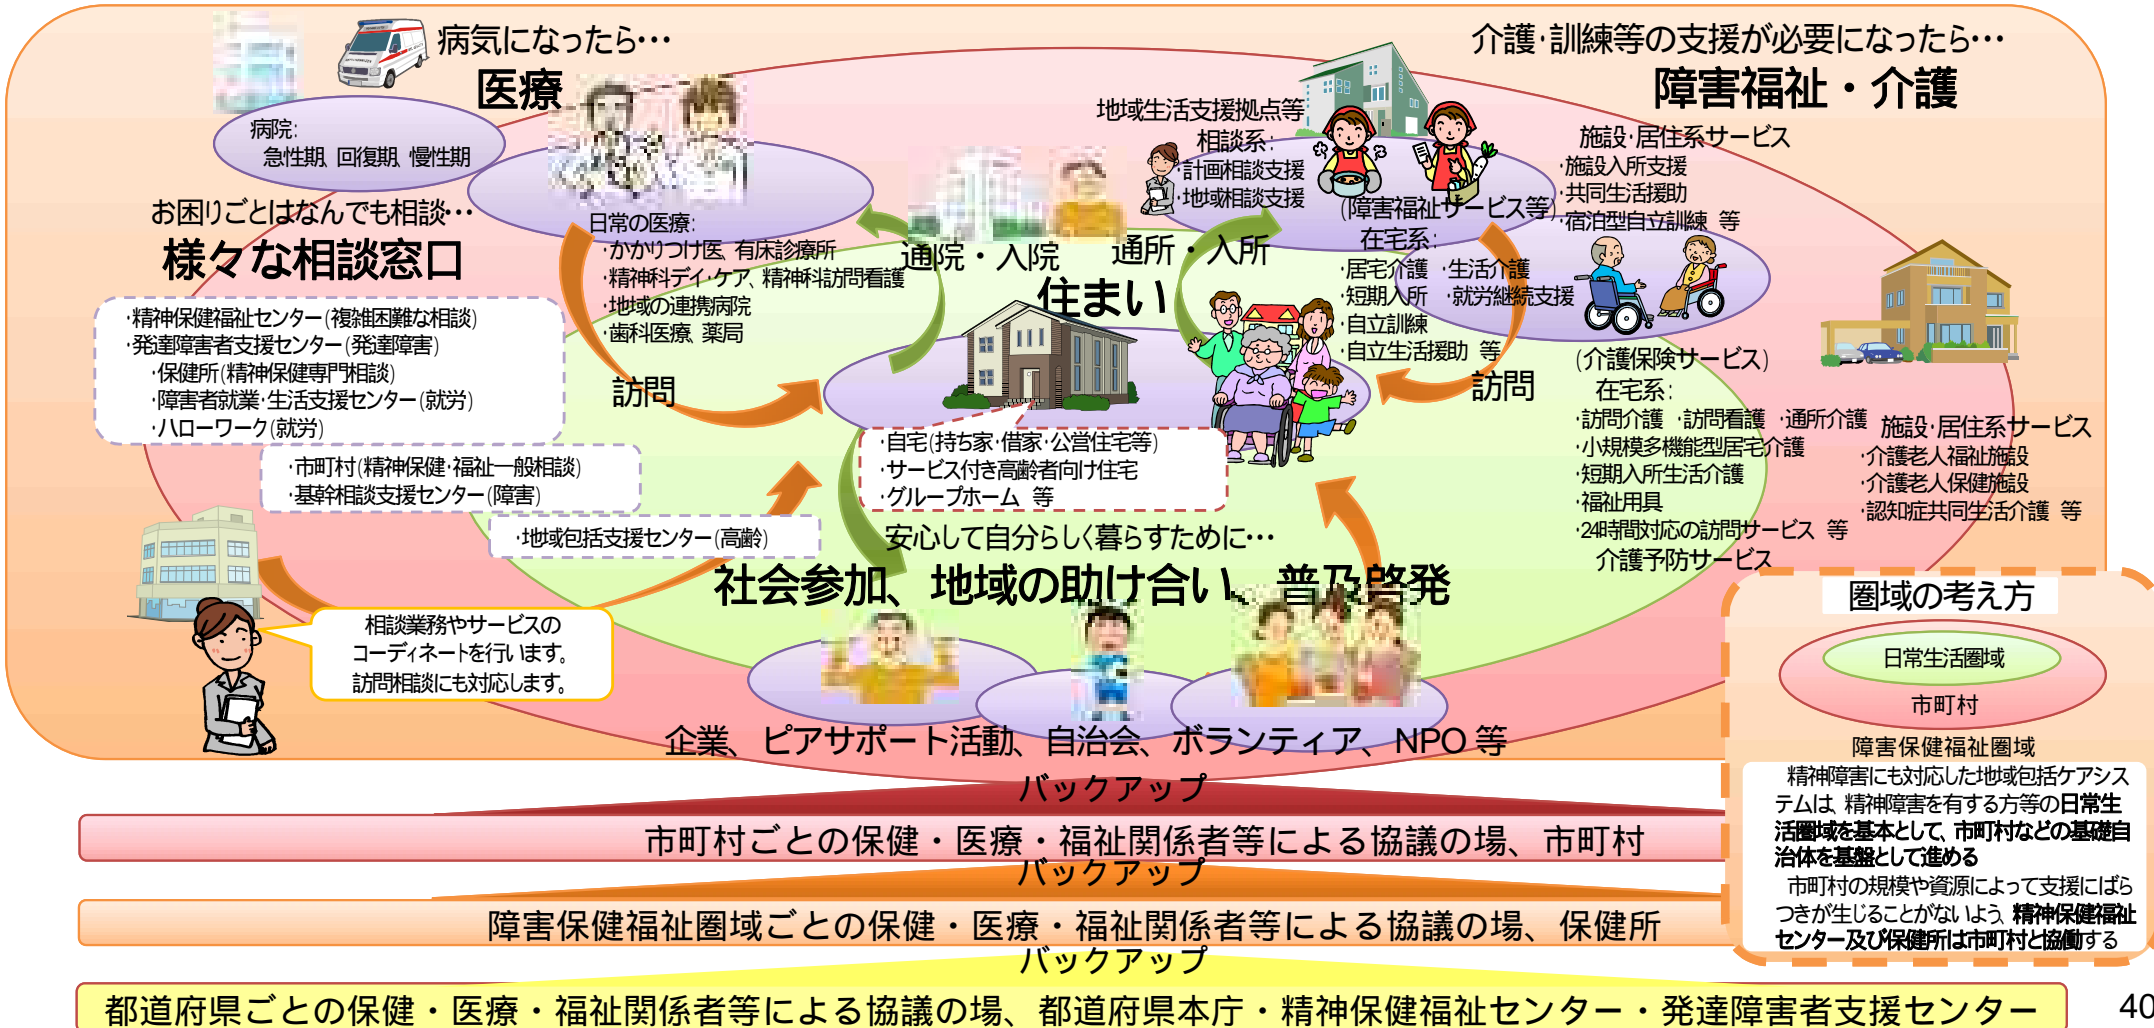 病気になったら…
医療
病院:
急性期、回復期、慢性期
日常の医療:
・かかりつけ医、有床診療所
・精神科デイ・ケア、精神科訪問看護
・地域の連携病院
・歯科医療、薬局
お困りごとはなんでも相談…
様々な相談窓口
・精神保健福祉センター(複雑困難な相談)
・発達障害者支援センター(発達障害)
・保健所(精神保健専門相談)
・障害者就業・生活支援センター(就労)
・ハローワーク(就労)
・市町村(精神保健・福祉一般相談)
・基幹相談支援センター(障害)
・地域包括支援センター(高齢)
相談業務やサービスの
コーディネートを行います。
訪問相談にも対応します。
訪問
通院・入院
通所・入所
住まい
・自宅(持ち家・借家・公営住宅等)
・サービス付き高齢者向け住宅
・グループホーム 等
介護・訓練等の支援が必要になったら…
障害福祉・介護
地域生活支援拠点等
相談系:
・計画相談支援
・地域相談支援
(障害福祉サービス等)
在宅系:
・居宅介護 ・生活介護
・短期入所 ・就労継続支援
・自立訓練
・自立生活援助 等
施設・居住系サービス
・施設入所支援
・共同生活援助
・宿泊型自立訓練 等
訪問
(介護保険サービス)
在宅系:
・訪問介護 ・訪問看護 ・通所介護
・小規模多機能型居宅介護
・短期入所生活介護
・福祉用具
・24時間対応の訪問サービス 等
介護予防サービス
施設・居住系サービス
・介護老人福祉施設
・介護老人保健施設
・認知症共同生活介護 等
安心して自分らしく暮らすために…
社会参加、地域の助け合い、普及啓発
企業、ピアサポート活動、自治会、ボランティア、NPO 等
バックアップ
市町村ごとの保健・医療・福祉関係者等による協議の場、市町村
バックアップ
障害保健福祉圏域ごとの保健・医療・福祉関係者等による協議の場、保健所
バックアップ
都道府県ごとの保健・医療・福祉関係者等による協議の場、都道府県本庁・精神保健福祉センター・発達障害者支援センター
圏域の考え方
日常生活圏域
市町村
障害保健福祉圏域
精神障害にも対応した地域包括ケアシス
テムは、精神障害を有する方等の日常生
活圏域を基本として、市町村などの基礎自
治体を基盤として進める
市町村の規模や資源によって支援にばら
つきが生じることがないよう、精神保健福祉
センター及び保健所は市町村と協働する
40